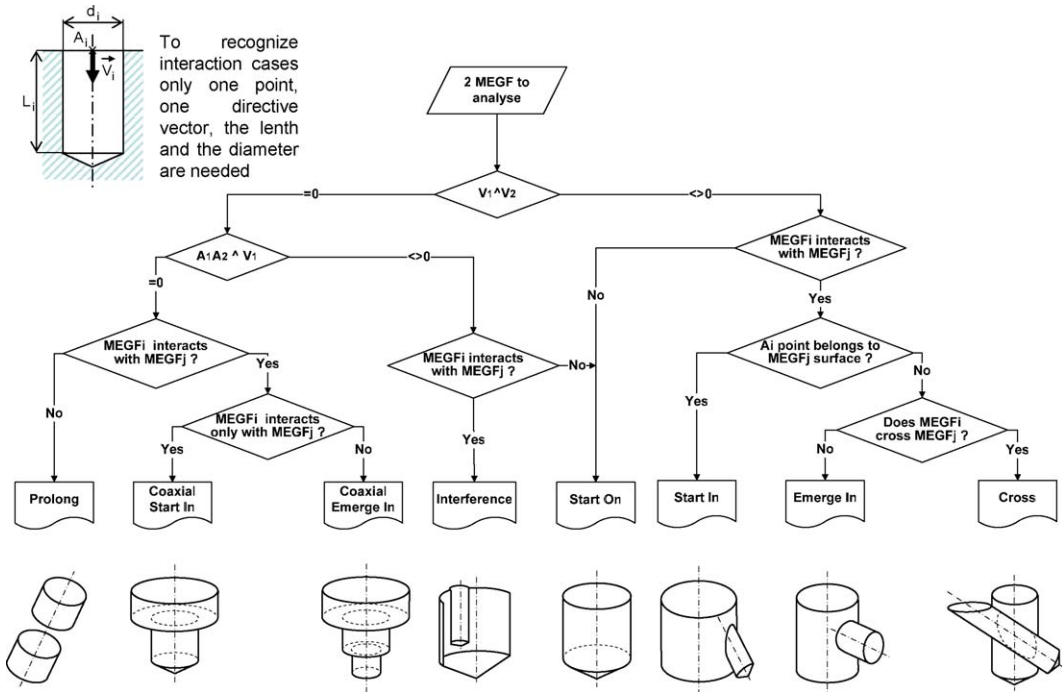 di
Ai
Vi
Li
To recognize
interaction cases
only one point,
one directive
vector, the lenth
and the diameter
are needed
2 MEGF to
analyse
=0
V1^V2
<>0
A1A2 ^ V1
<>0
=0
MEGFi interacts
with MEGFj ?
No
Yes
MEGFi interacts
with MEGFj ?
No
Yes
MEGFi interacts
only with MEGFj ?
Yes
No
MEGFi interacts
with MEGFj ?
No
Yes
Ai point belongs to
MEGFj surface ?
Yes
No
Does MEGFi
cross MEGFj ?
No
Yes
Prolong
Coaxial
Start In
Coaxial
Emerge In
Interference
Start On
Start In
Emerge In
Cross